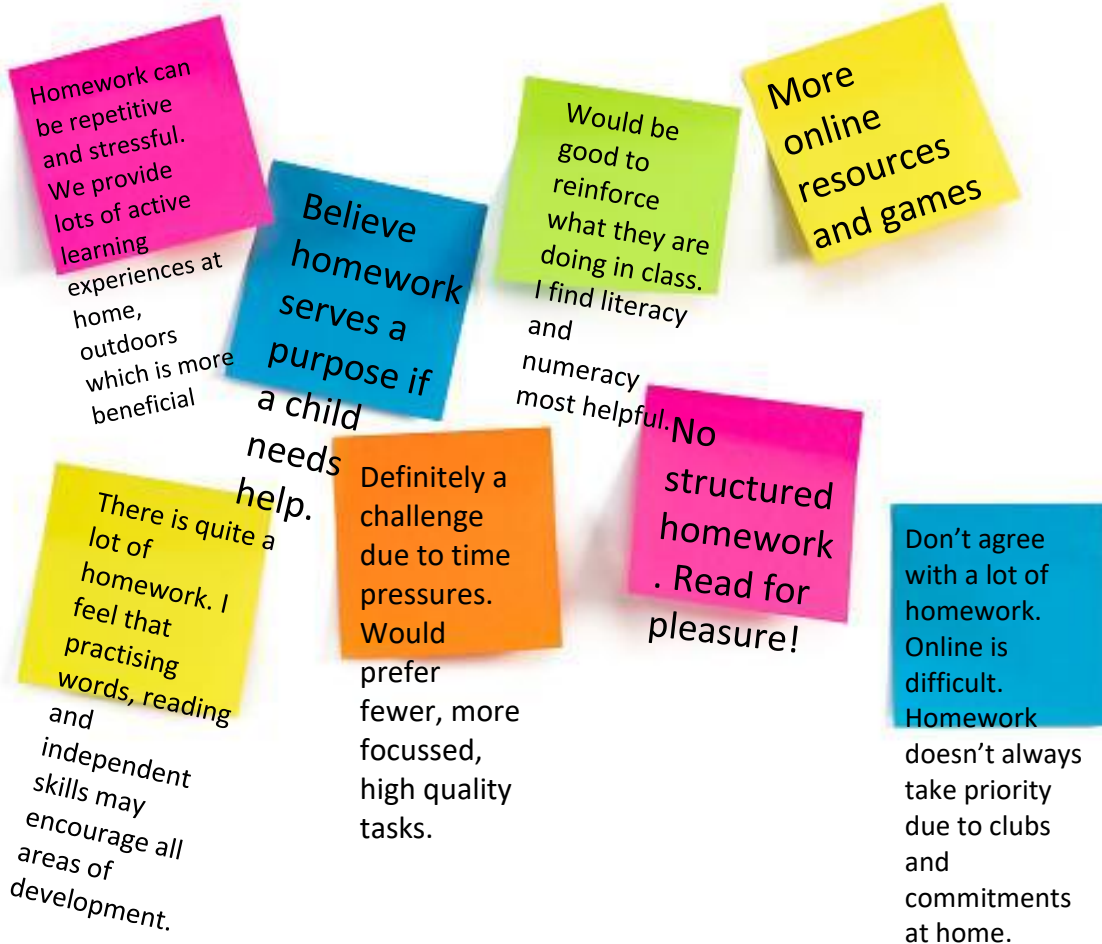 Homework can
be repetitive
and stressful.
We provide
lots of active
learning
experiences at
home,
outdoors
which is more
beneficial
Believe
homework
serves a
purpose if
a child
needs
help.
Would be
good to
reinforce
what they are
doing in class.
I find literacy
and
numeracy
most helpful.
More
online
resources
and games
There is quite a
lot of
homework. I
feel that
practising
words, reading
and
independent
skills may
encourage all
areas of
development.
Definitely a
challenge
due to time
pressures.
Would
prefer
fewer, more
focussed,
high quality
tasks.
No
structured
homework
. Read for
pleasure!
Don’t agree
with a lot of
homework.
Online is
difficult.
Homework
doesn’t always
take priority
due to clubs
and
commitments
at home.